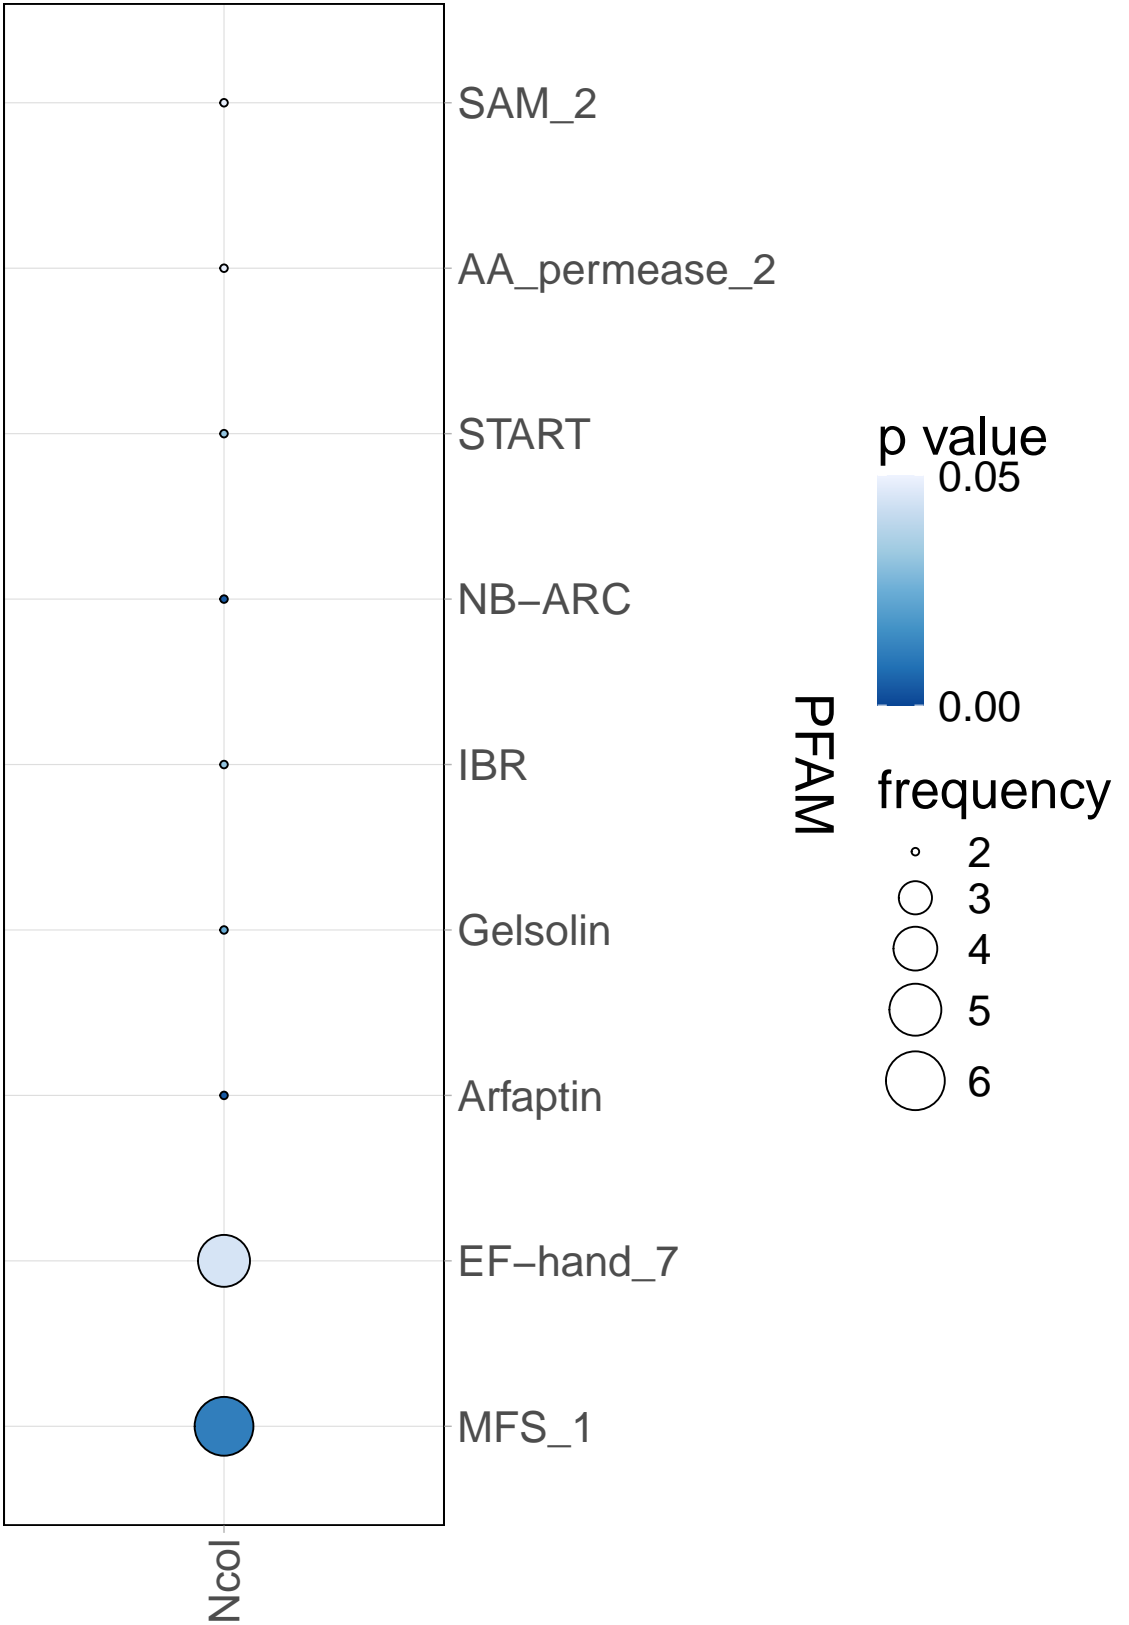 SAM_2
AA_permease_2
START
NB−ARC
IBR
Gelsolin
Arfaptin
EF−hand_7
MFS_1
Ncol
PFAM
p value
0.05
0.00
frequency
2
3
4
5
6